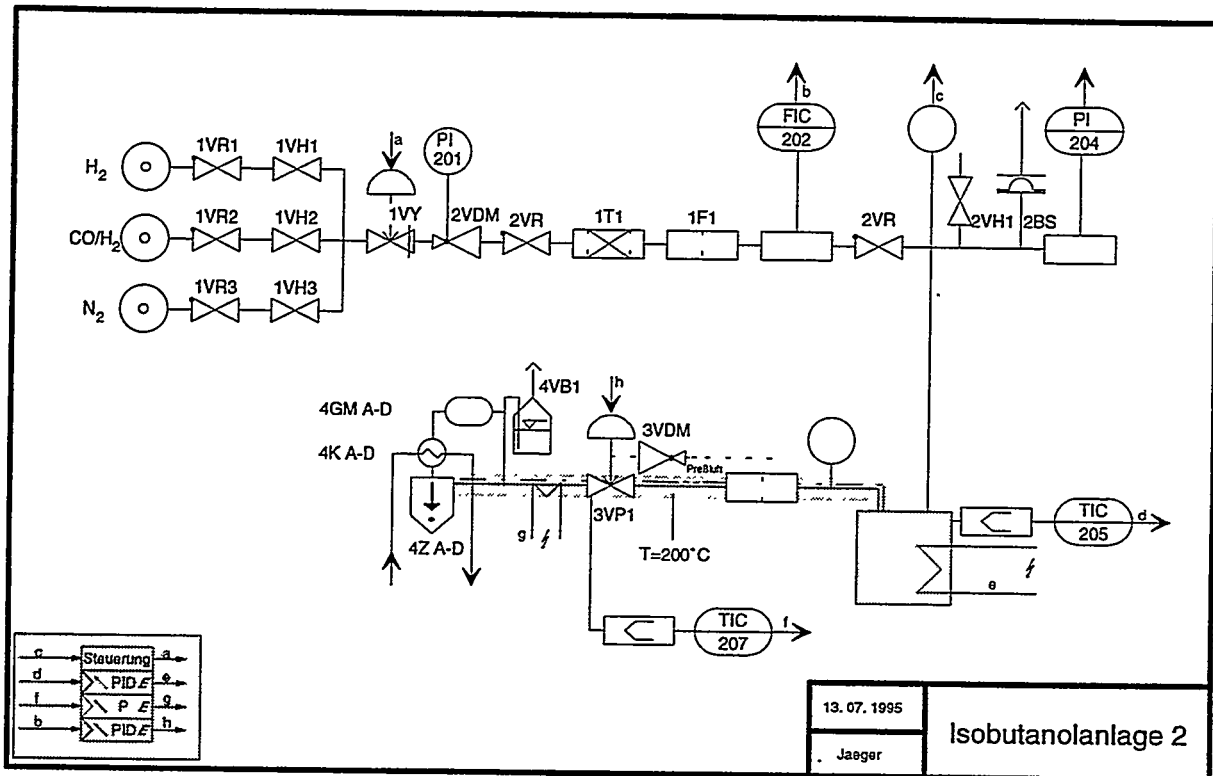 b
c
FIC
202
PI
204
a
PI
201
H2
1VR1
1VH1
1VY
2VDM
2VR
1T1
1F1
2VR
2VH1
2BS
CO/H2
1VR2
1VH2
N2
1VR3
1VH3
4VB1
h
4GM A-D
3VDM
4K A-D
Preßluft
3VP1
g
4Z A-D
T=200°C
TIC
205
d
e
TIC
207
f
c Steuerung a
d PID e
f P g
b PID h
13. 07. 1995
Jaeger
Isobutanolanlage 2